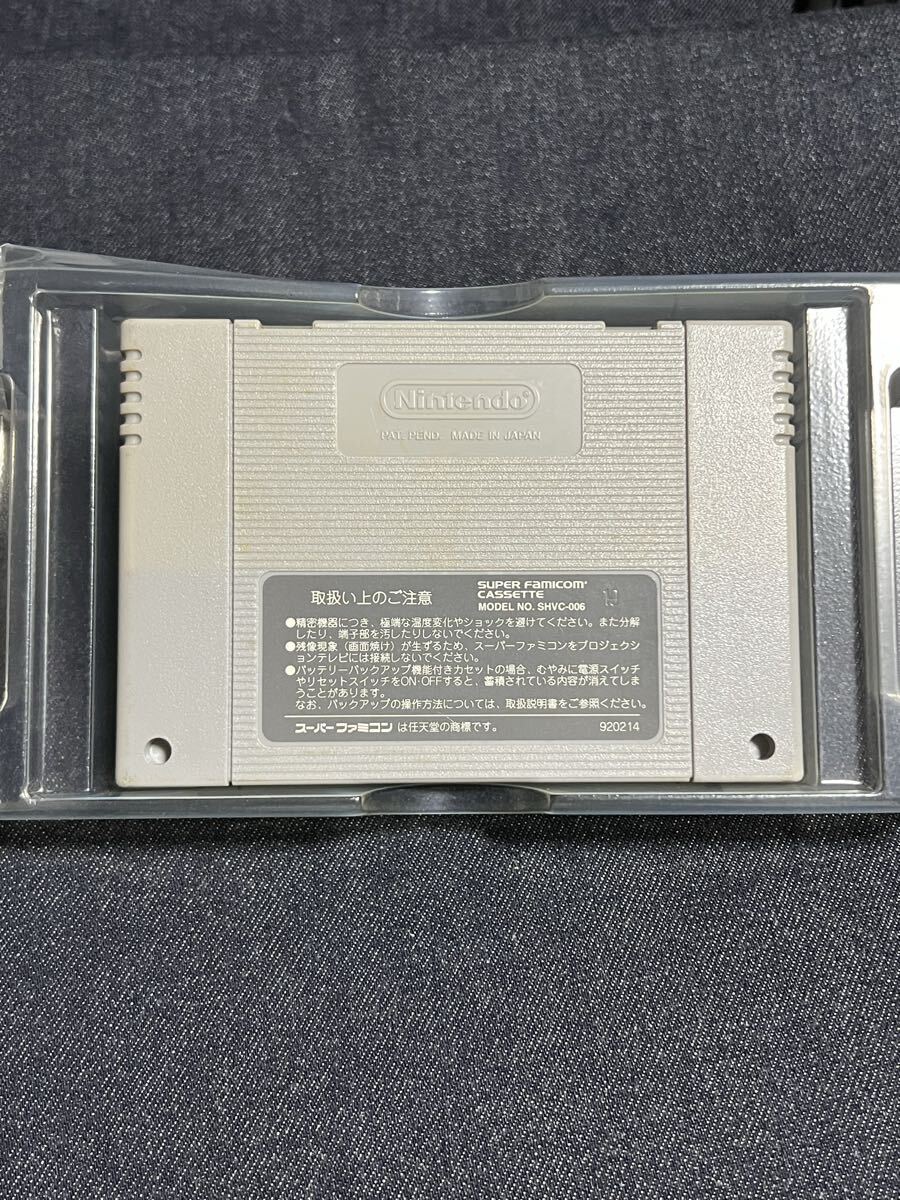 Nintendo®
PAT. PEND. MADE IN JAPAN
取扱い上のご注意
SUPER FAMICOM®
CASSETTE
MODEL NO. SHVC-006
●精密機器につき、極端な温度変化やショックを避けてください。また分解
したり、端子部を汚したりしないでください。
●残像現象(画面焼け)が生ずるため、スーパーファミコンをプロジェクシ
ョンテレビには接続しないでください。
●バッテリーバックアップ機能付きカセットの場合、むやみに電源スイッチ
やリセットスイッチをON・OFFすると、蓄積されている内容が消えてしま
うことがあります。
なお、バックアップの操作方法については、取扱説明書をご参照ください。
スーパーファミコン は任天堂の商標です。
920214